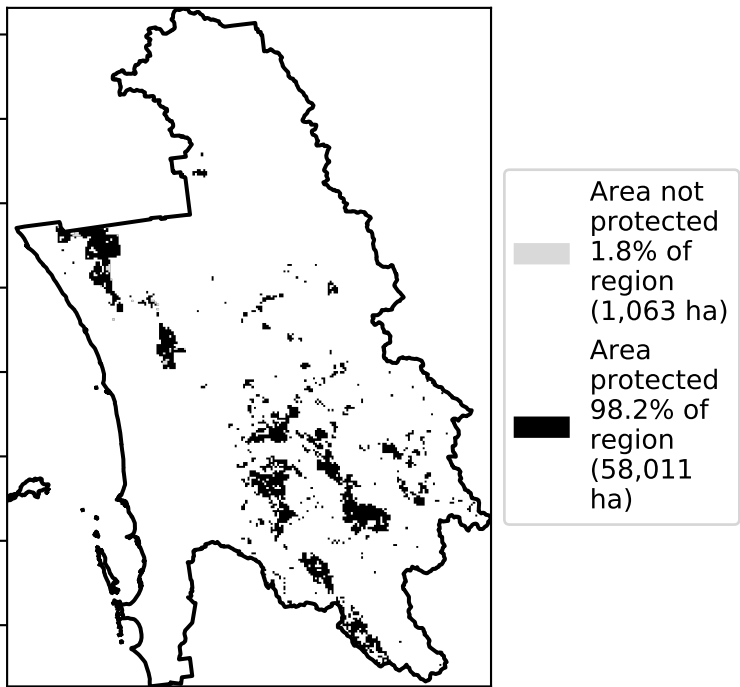 Area not
protected
1.8% of
region
(1,063 ha)
Area
protected
98.2% of
region
(58,011
ha)